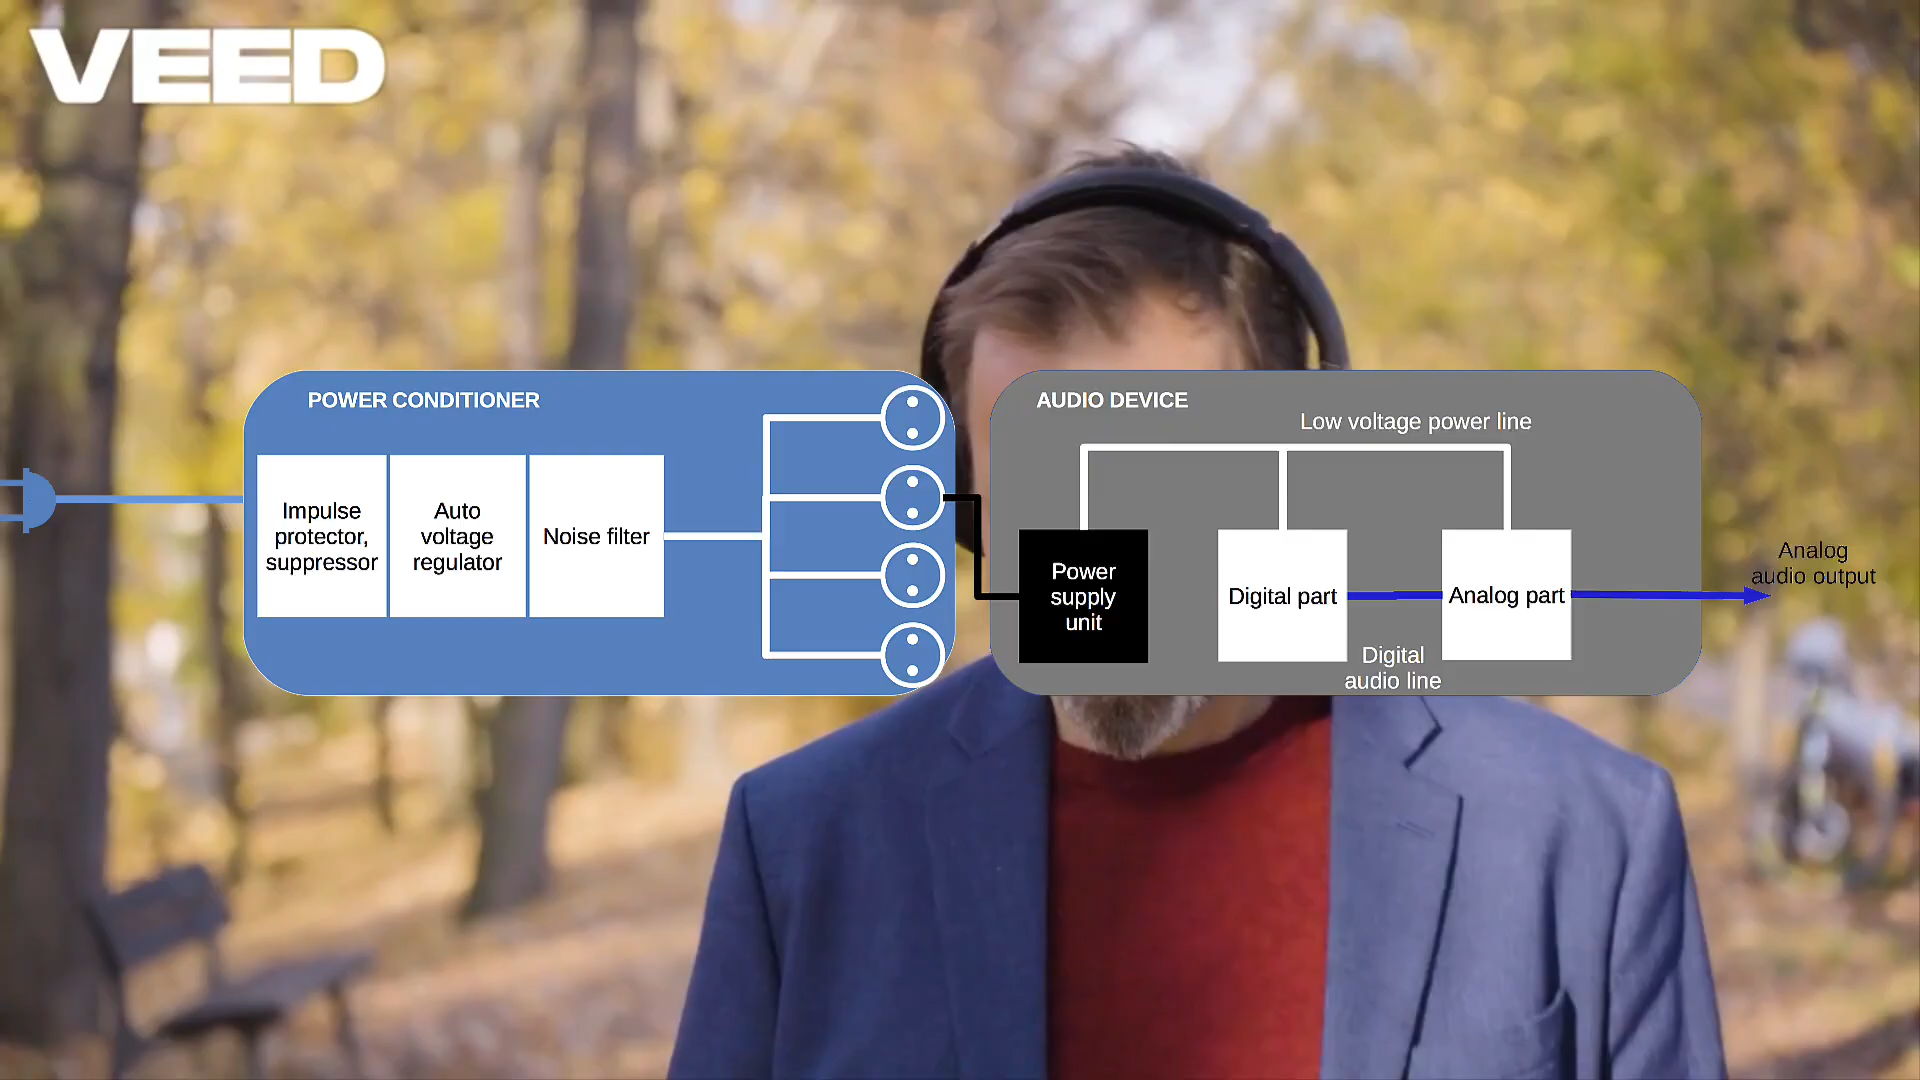 VEED
POWER CONDITIONER
Impulse
protector,
suppressor
Auto
voltage
regulator
Noise filter
AUDIO DEVICE
Low voltage power line
Power
supply
unit
Digital part
Analog part
Digital
audio line
Analog
audio output